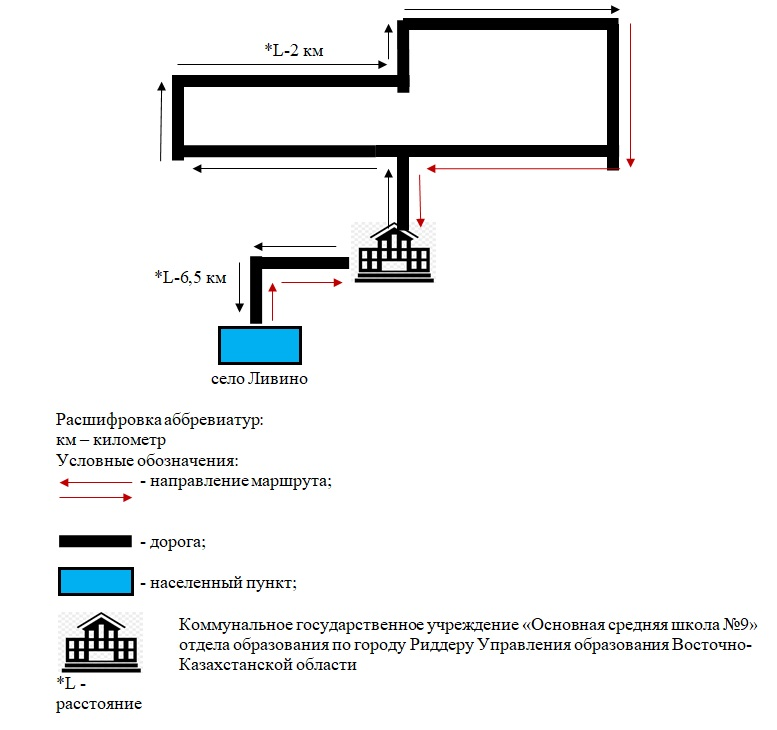 *L-2 км
*L-6,5 км
село Ливино
Расшифровка аббревиатур:
км – километр
Условные обозначения:
- направление маршрута;
- дорога;
- населенный пункт;
Коммунальное государственное учреждение «Основная средняя школа №9»
отдела образования по городу Риддеру Управления образования Восточно-
Казахстанской области
*L -
расстояние